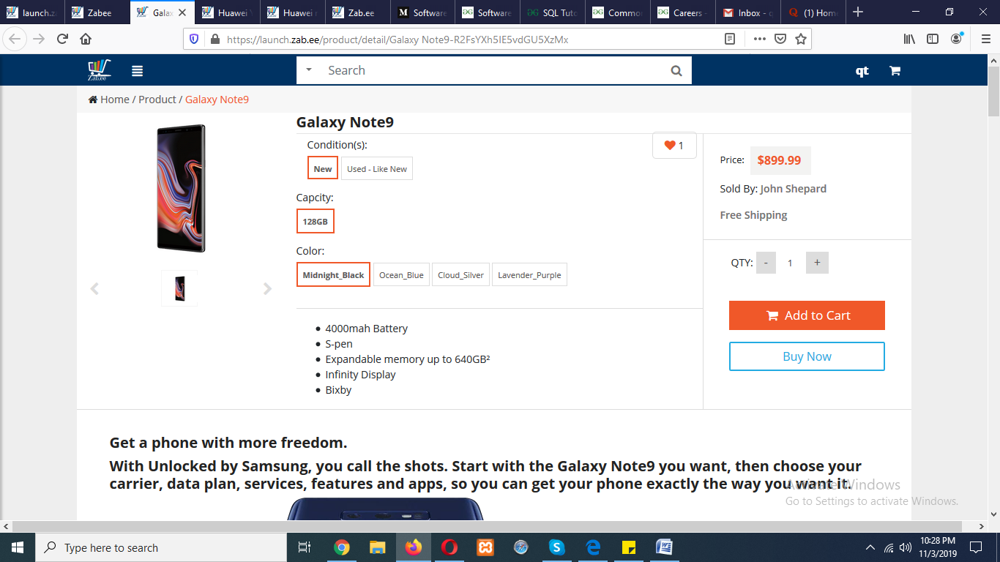 launch.za
Zabee
Galax
Huawei Y
Huawei n
Zab.ee
Software
Software
SQL Tuto
Common
Careers -
Inbox - q
(1) Home
https://launch.zab.ee/product/detail/Galaxy Note9-R2FsYXh5IE5vdGU5XzMx
Zab.ee
Search
qt
Home / Product / Galaxy Note9
Galaxy Note9
Condition(s):
1
New
Used - Like New
Capcity:
128GB
Color:
Midnight_Black
Ocean_Blue
Cloud_Silver
Lavender_Purple
4000mah Battery
S-pen
Expandable memory up to 640GB²
Infinity Display
Bixby
Price: $899.99
Sold By: John Shepard
Free Shipping
QTY: - 1 +
Add to Cart
Buy Now
Get a phone with more freedom.
With Unlocked by Samsung, you call the shots. Start with the Galaxy Note9 you want, then choose your
carrier, data plan, services, features and apps, so you can get your phone exactly the way you want it.
Activate Windows
Go to Settings to activate Windows.
Type here to search
10:28 PM
11/3/2019